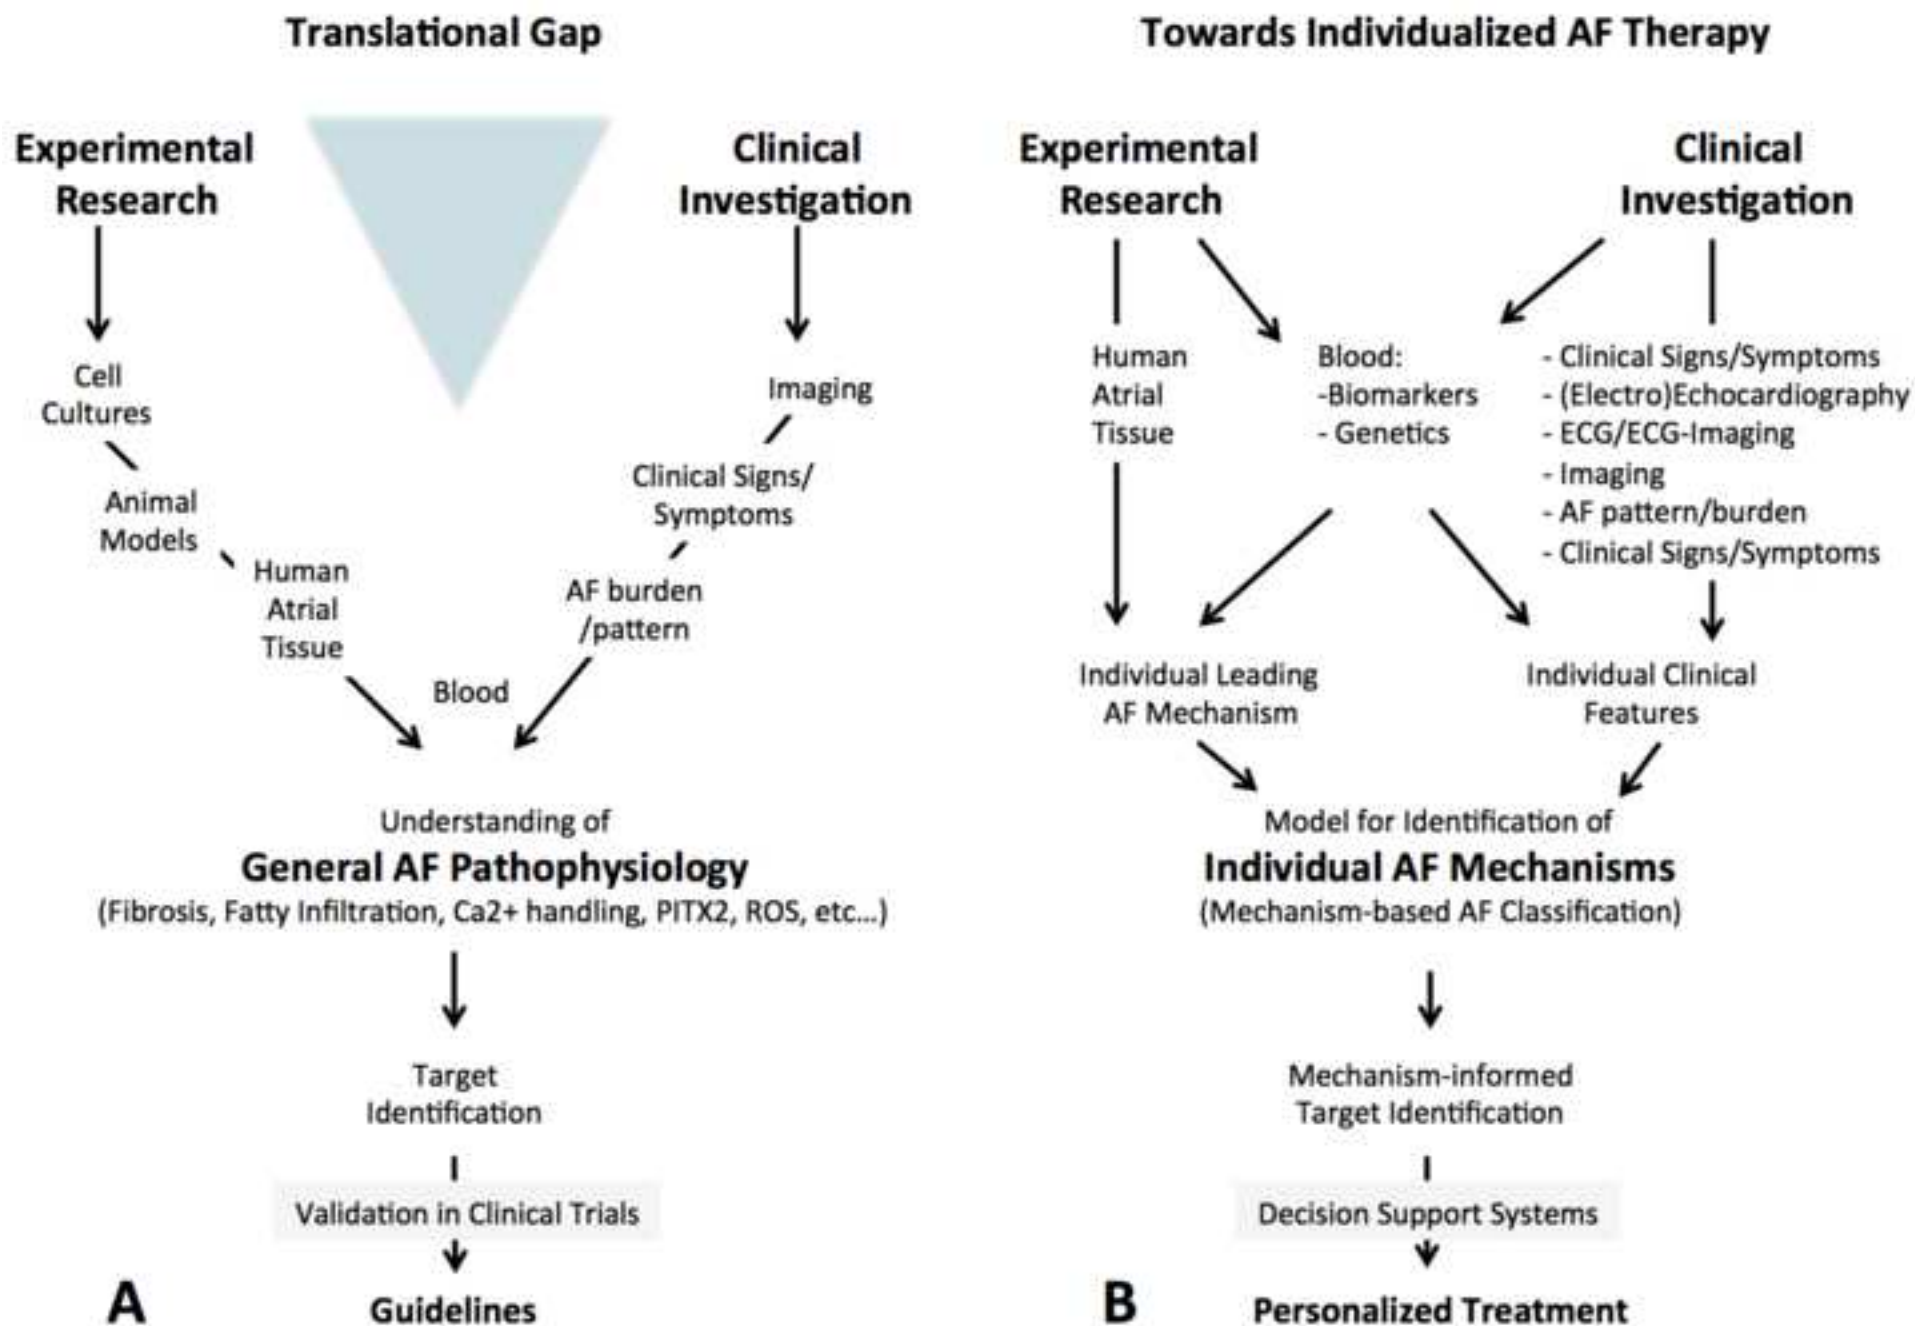 Translational Gap
Experimental
Research
Clinical
Investigation
Cell
Cultures
Imaging
Animal
Models
Clinical Signs/
Symptoms
Human
Atrial
Tissue
AF burden
/pattern
Blood
Understanding of
General AF Pathophysiology
(Fibrosis, Fatty Infiltration, Ca2+ handling, PITX2, ROS, etc...)
Target
Identification
Validation in Clinical Trials
Guidelines
A
Towards Individualized AF Therapy
Experimental
Research
Clinical
Investigation
Human
Atrial
Tissue
Blood:
-Biomarkers
- Genetics
- Clinical Signs/Symptoms
- (Electro)Echocardiography
- ECG/ECG-Imaging
- Imaging
- AF pattern/burden
- Clinical Signs/Symptoms
Individual Leading
AF Mechanism
Individual Clinical
Features
Model for Identification of
Individual AF Mechanisms
(Mechanism-based AF Classification)
Mechanism-informed
Target Identification
Decision Support Systems
Personalized Treatment
B